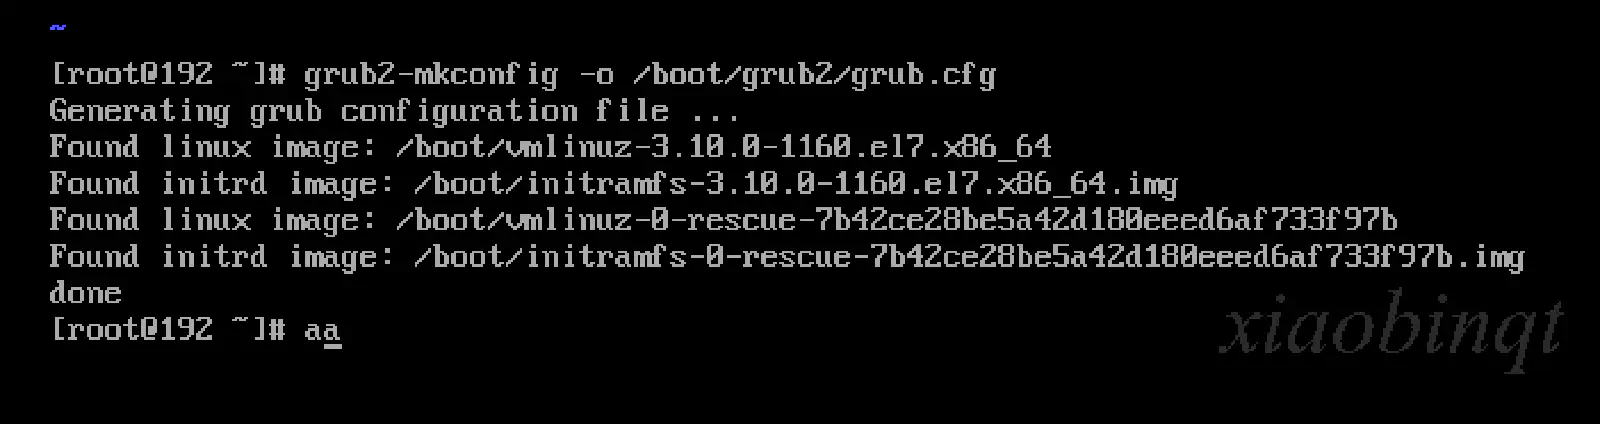 ~
[root@192 ~]# grub2-mkconfig -o /boot/grub2/grub.cfg
Generating grub configuration file ...
Found linux image: /boot/vmlinuz-3.10.0-1160.el7.x86_64
Found initrd image: /boot/initramfs-3.10.0-1160.el7.x86_64.img
Found linux image: /boot/vmlinuz-0-rescue-7b42ce28be5a42d180eeed6af733f97b
Found initrd image: /boot/initramfs-0-rescue-7b42ce28be5a42d180eeed6af733f97b.img
done
[root@192 ~]# aa
xiaobinqt